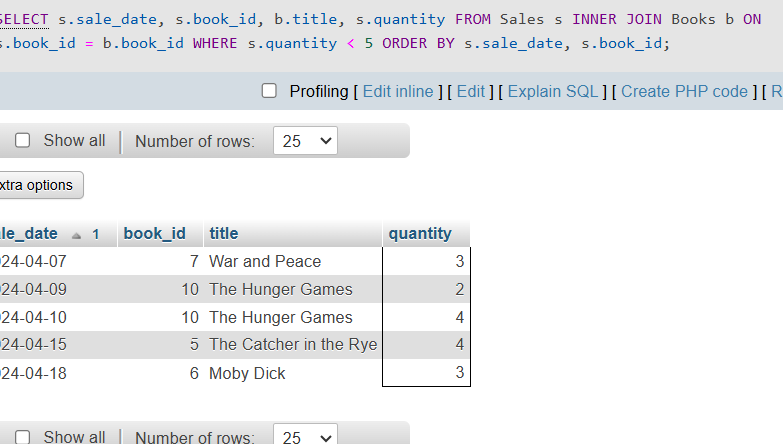 SELECT s.sale_date, s.book_id, b.title, s.quantity FROM Sales s INNER JOIN Books b ON
s.book_id = b.book_id WHERE s.quantity < 5 ORDER BY s.sale_date, s.book_id;
Profiling [ Edit inline ] [ Edit ] [ Explain SQL ] [ Create PHP code ] [ R
Show all | Number of rows: 25
xtra options
le_date 1 book_id title quantity
24-04-07 7 War and Peace 3
24-04-09 10 The Hunger Games 2
24-04-10 10 The Hunger Games 4
24-04-15 5 The Catcher in the Rye 4
24-04-18 6 Moby Dick 3
Show all | Number of rows: 25